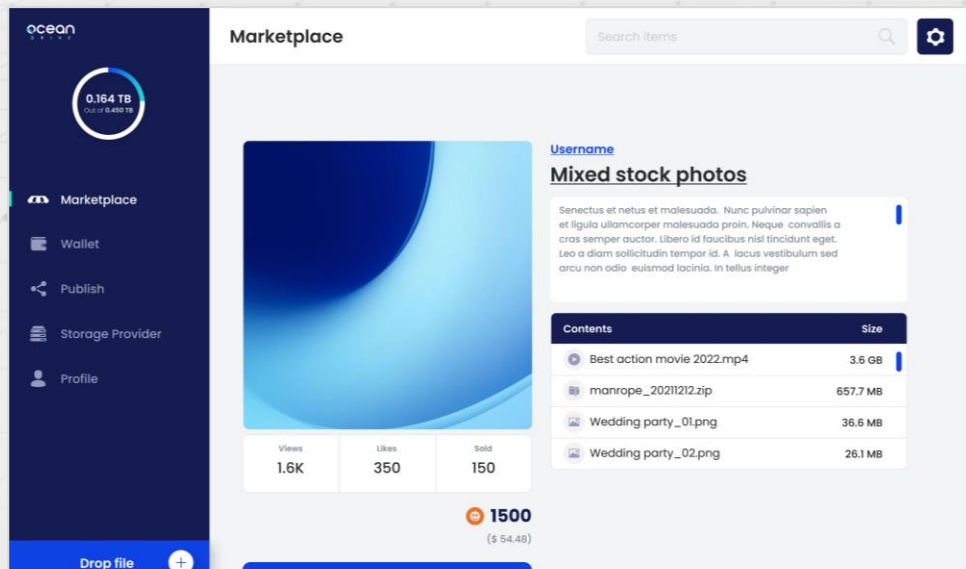 ocean
DRIVE
Marketplace
Search items
0.164 TB
Out of 0.450 TB
Marketplace
Wallet
Publish
Storage Provider
Profile
Drop file
Username
Mixed stock photos
Senectus et netus et malesuada. Nunc pulvinar sapien
et ligula ullamcorper malesuada proin. Neque convallis a
cras semper auctor. Libero id faucibus nisl tincidunt eget.
Leo a diam sollicitudin tempor id. A lacus vestibulum sed
arcu non odio euismod lacinia. In tellus integer
Contents Size
Best action movie 2022.mp4 3.6 GB
manrope_20211212.zip 657.7 MB
Wedding party_01.png 36.6 MB
Wedding party_02.png 26.1 MB
Views Likes Sold
1.6K 350 150
1500
($ 54.48)